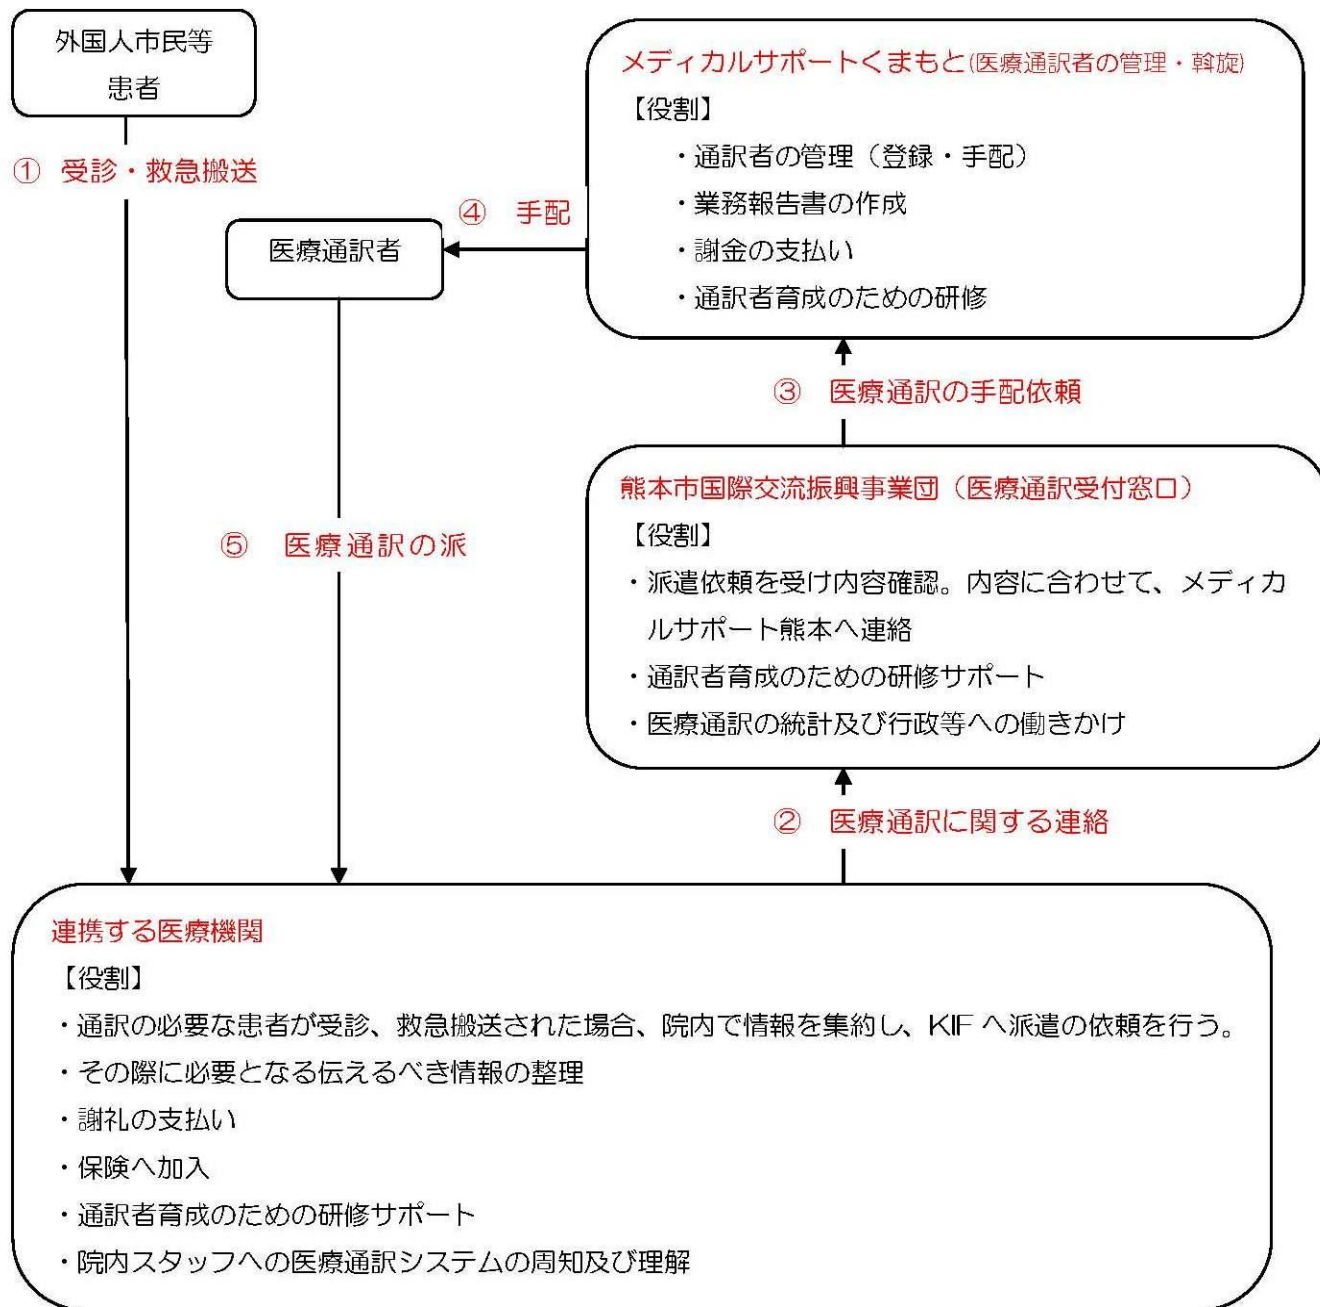 外国人市民等
患者
① 受診・救急搬送
メディカルサポートくまもと(医療通訳者の管理・斡旋)
【役割】
・通訳者の管理（登録・手配）
・業務報告書の作成
・謝金の支払い
・通訳者育成のための研修
④ 手配
医療通訳者
③ 医療通訳の手配依頼
熊本市国際交流振興事業団（医療通訳受付窓口）
【役割】
・派遣依頼を受け内容確認。内容に合わせて、メディカ
ルサポート熊本へ連絡
・通訳者育成のための研修サポート
・医療通訳の統計及び行政等への働きかけ
⑤ 医療通訳の派
② 医療通訳に関する連絡
連携する医療機関
【役割】
・通訳の必要な患者が受診、救急搬送された場合、院内で情報を集約し、KIF へ派遣の依頼を行う。
・その際に必要となる伝えるべき情報の整理
・謝礼の支払い
・保険へ加入
・通訳者育成のための研修サポート
・院内スタッフへの医療通訳システムの周知及び理解